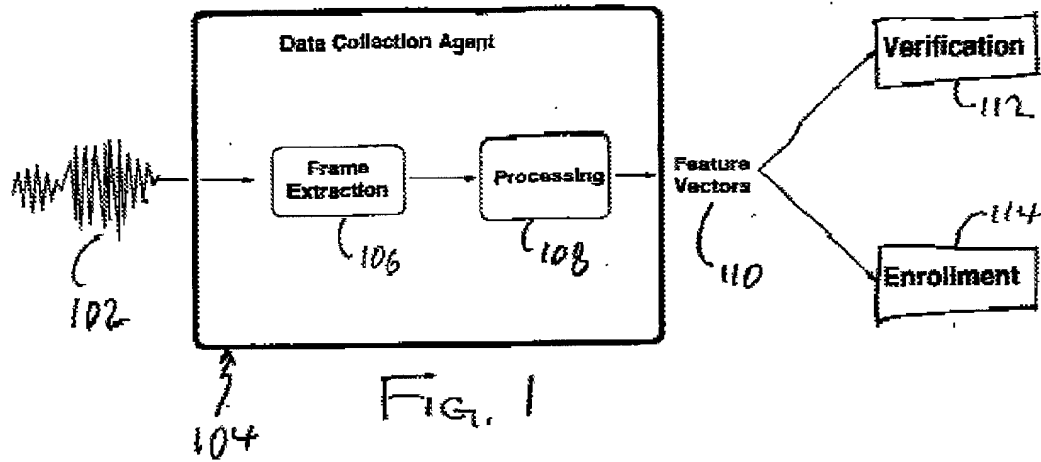 Data Collection Agent
Verification
112
Frame
Extraction
Processing
Feature
Vectors
106
108
110
102
114
Enrollment
104
FIG. 1